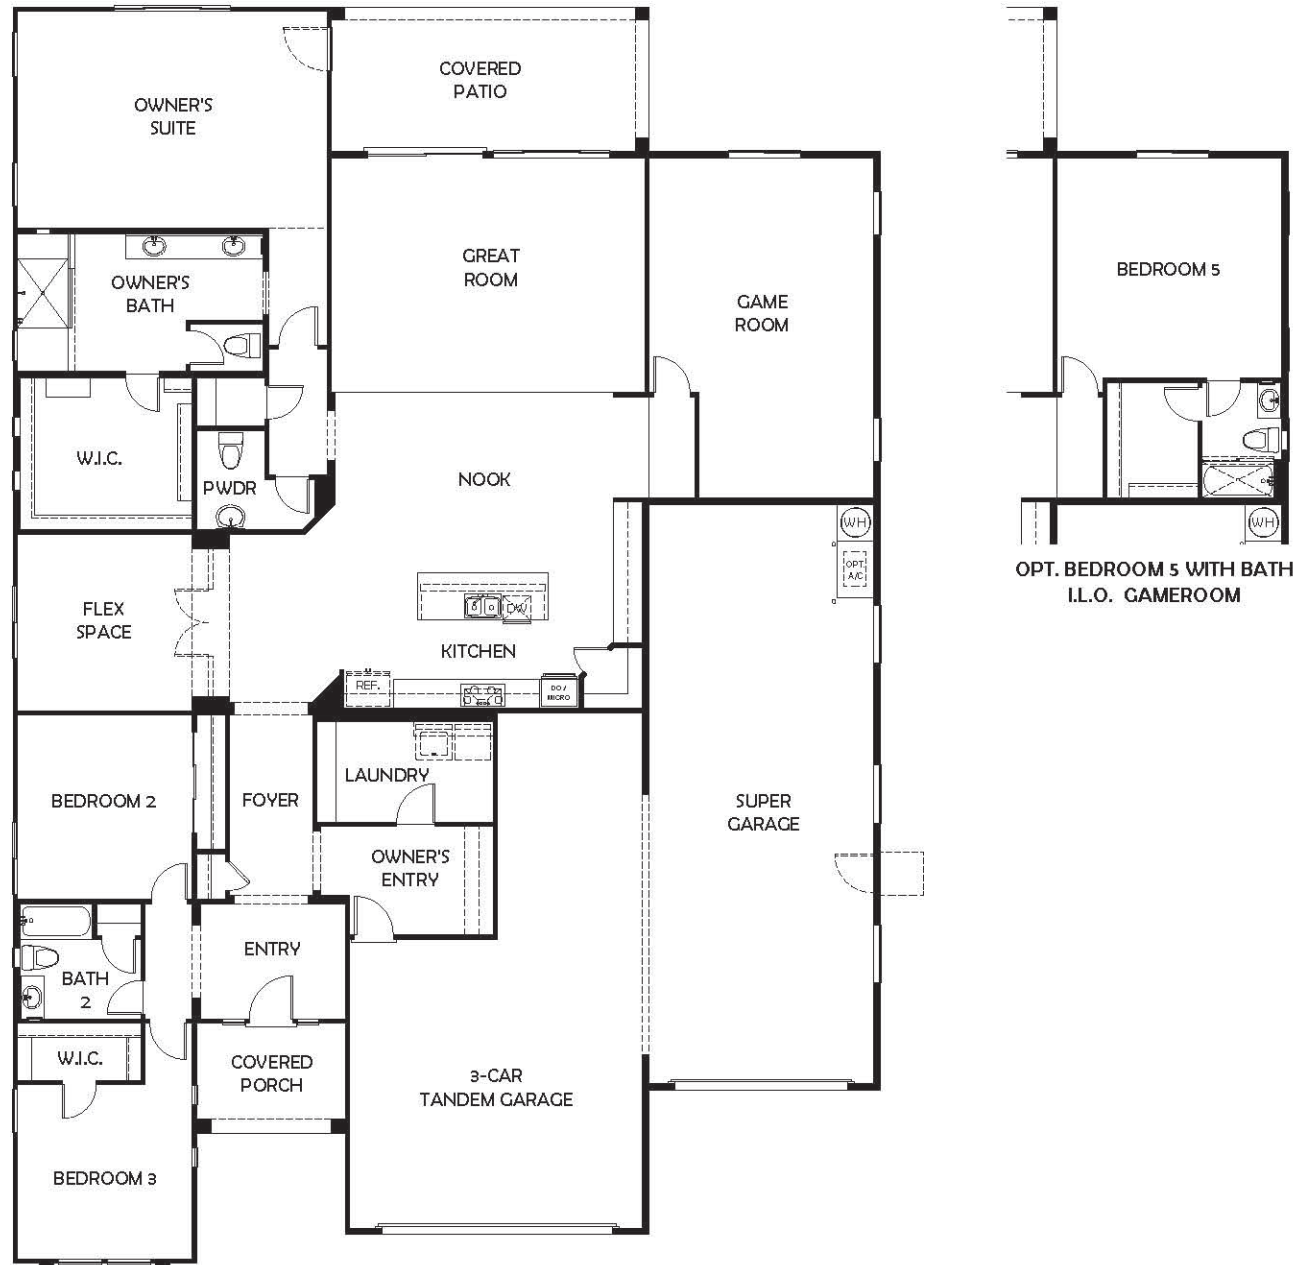 COVERED
PATIO
OWNER'S
SUITE
GREAT
ROOM
BEDROOM 5
OWNER'S
BATH
GAME
ROOM
W.I.C.
NOOK
PWDR
WH
WH
OPT.
A/C
OPT. BEDROOM 5 WITH BATH
I.L.O. GAMEROOM
FLEX
SPACE
DW
KITCHEN
REF.
DO /
MICRO
LAUNDRY
BEDROOM 2
FOYER
SUPER
GARAGE
OWNER'S
ENTRY
ENTRY
BATH
2
W.I.C.
COVERED
PORCH
3-CAR
TANDEM GARAGE
BEDROOM 3